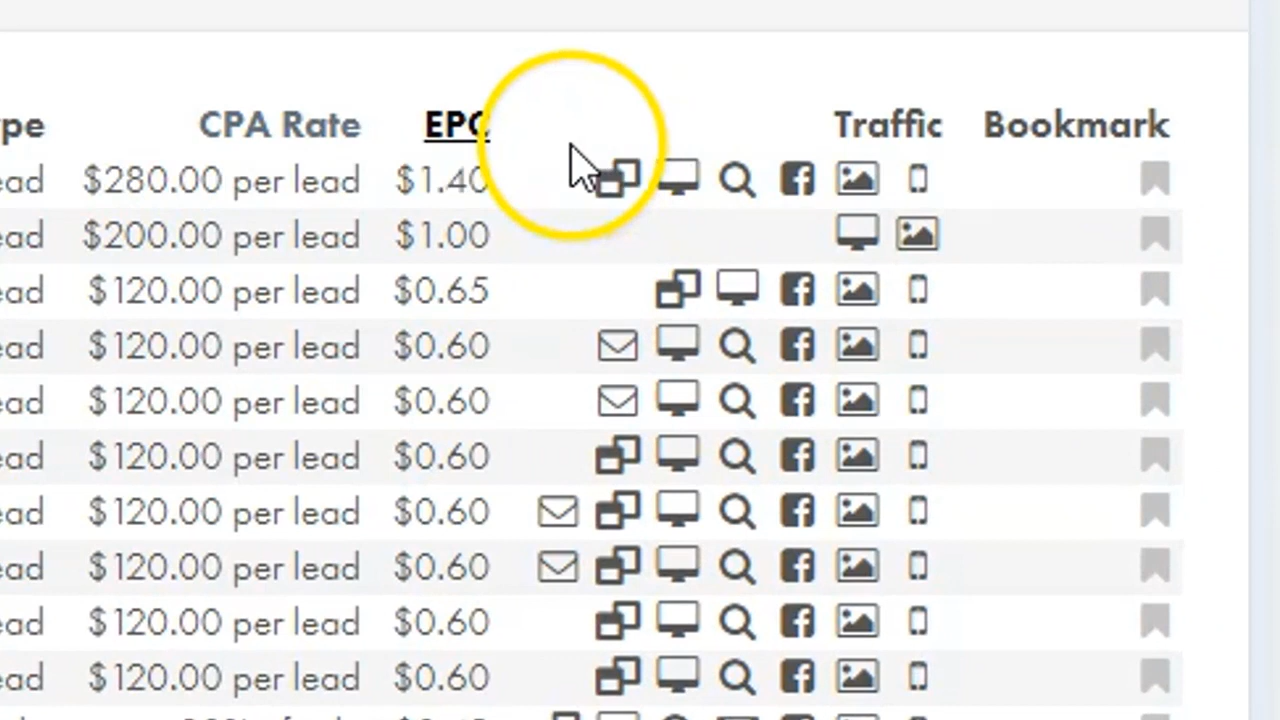 pe CPA Rate EPC Traffic Bookmark
ead $280.00 per lead $1.40
ead $200.00 per lead $1.00
ead $120.00 per lead $0.65
ead $120.00 per lead $0.60
ead $120.00 per lead $0.60
ead $120.00 per lead $0.60
ead $120.00 per lead $0.60
ead $120.00 per lead $0.60
ead $120.00 per lead $0.60
ead $120.00 per lead $0.60